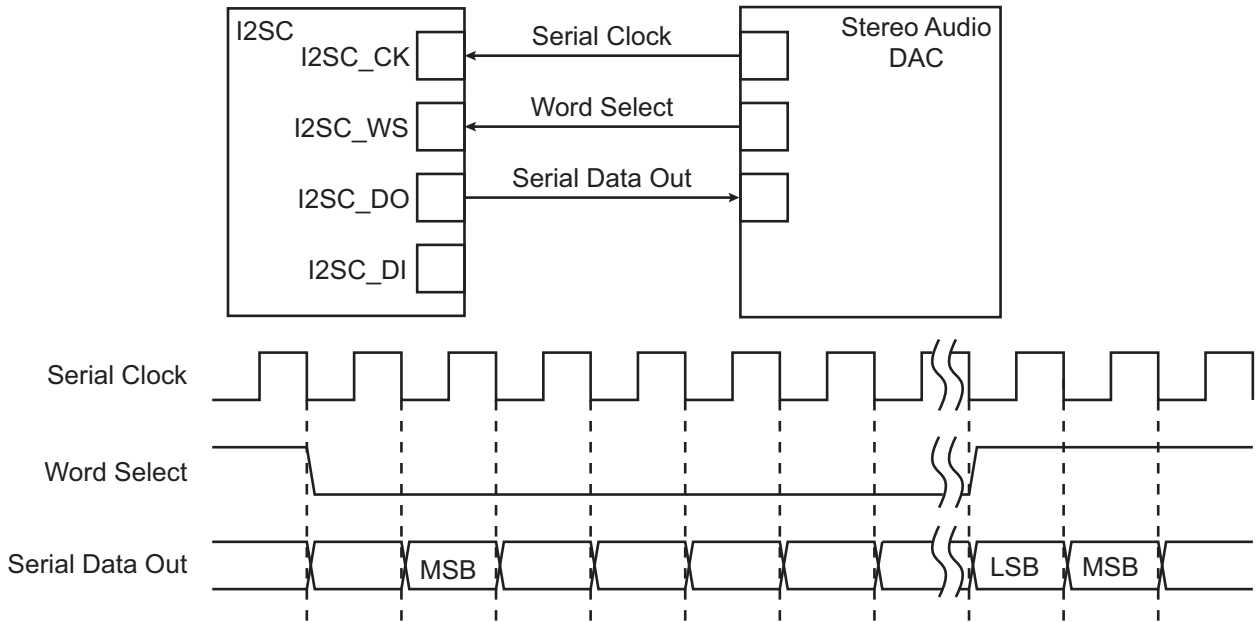 I2SC
I2SC_CK
I2SC_WS
I2SC_DO
I2SC_DI
Serial Clock
Word Select
Serial Data Out
Stereo Audio
DAC
Serial Clock
Word Select
Serial Data Out
MSB
LSB
MSB